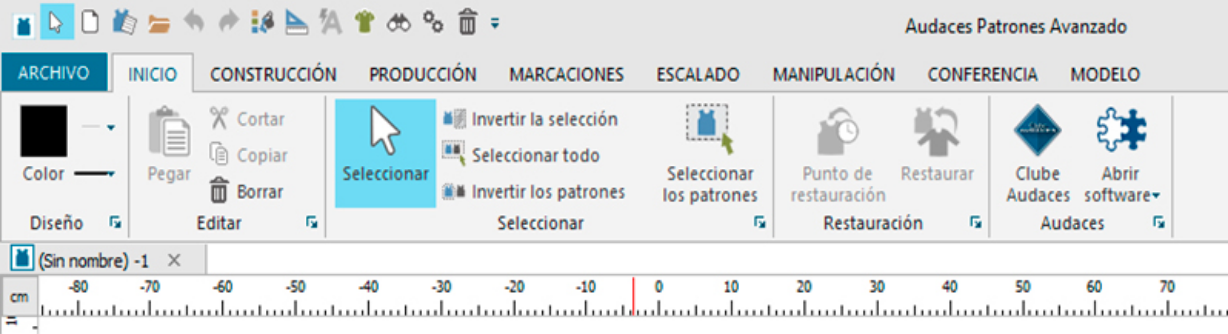 Audaces Patrones Avanzado
ARCHIVO INICIO CONSTRUCCIÓN PRODUCCIÓN MARCACIONES ESCALADO MANIPULACIÓN CONFERENCIA MODELO
Color
Diseño
Pegar
Cortar
Copiar
Borrar
Editar
Seleccionar
Invertir la selección
Seleccionar todo
Invertir los patrones
Seleccionar
los patrones
Seleccionar
Punto de
restauración
Restaurar
Restauración
Clube
Audaces
Abrir
software
Audaces
(Sin nombre) -1 ×
cm -80 -70 -60 -50 -40 -30 -20 -10 0 10 20 30 40 50 60 70